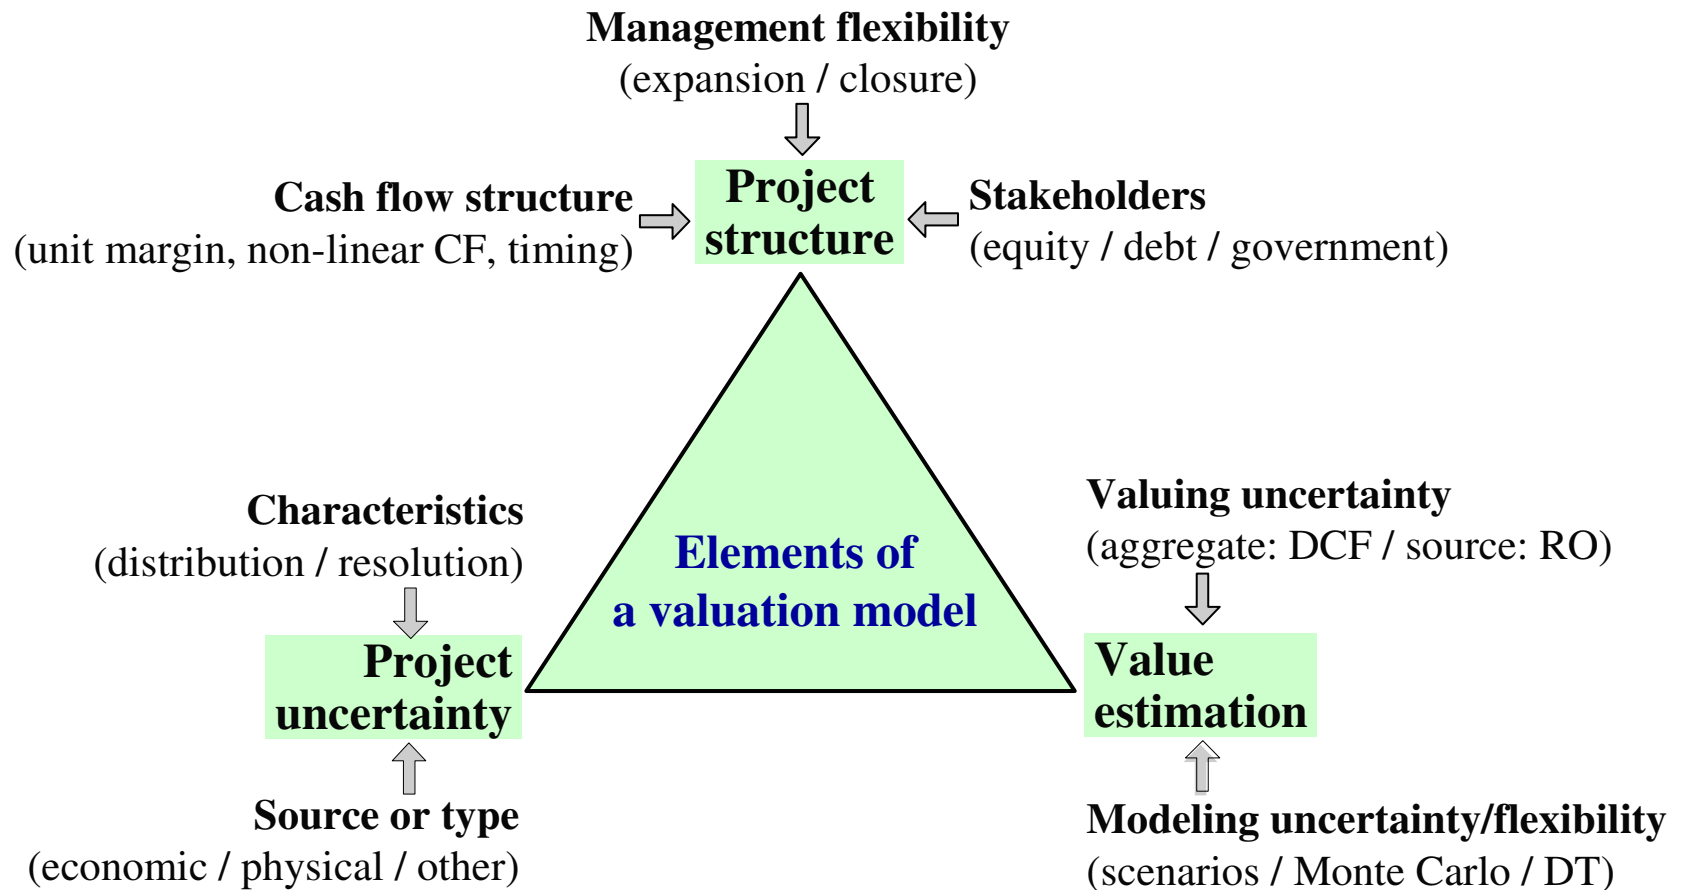 Management flexibility
(expansion / closure)
Cash flow structure
(unit margin, non-linear CF, timing)
Project
structure
Stakeholders
(equity / debt / government)
Characteristics
(distribution / resolution)
Elements of
a valuation model
Valuing uncertainty
(aggregate: DCF / source: RO)
Project
uncertainty
Value
estimation
Source or type
(economic / physical / other)
Modeling uncertainty/flexibility
(scenarios / Monte Carlo / DT)